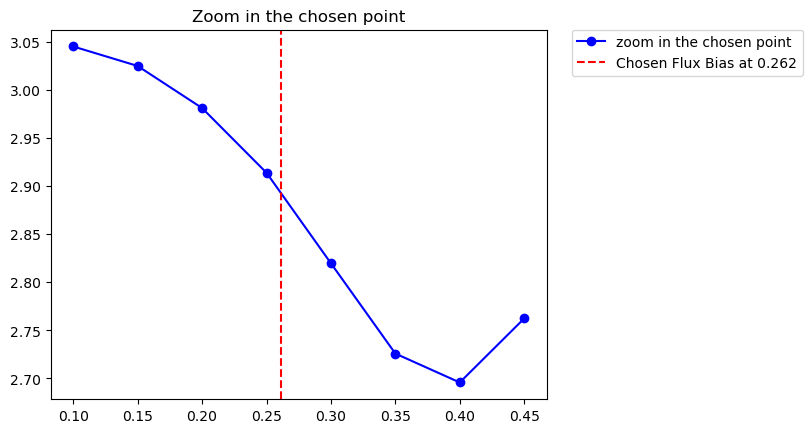 Zoom in the chosen point
zoom in the chosen point
Chosen Flux Bias at 0.262
3.05
3.00
2.95
2.90
2.85
2.80
2.75
2.70
0.10 0.15 0.20 0.25 0.30 0.35 0.40 0.45